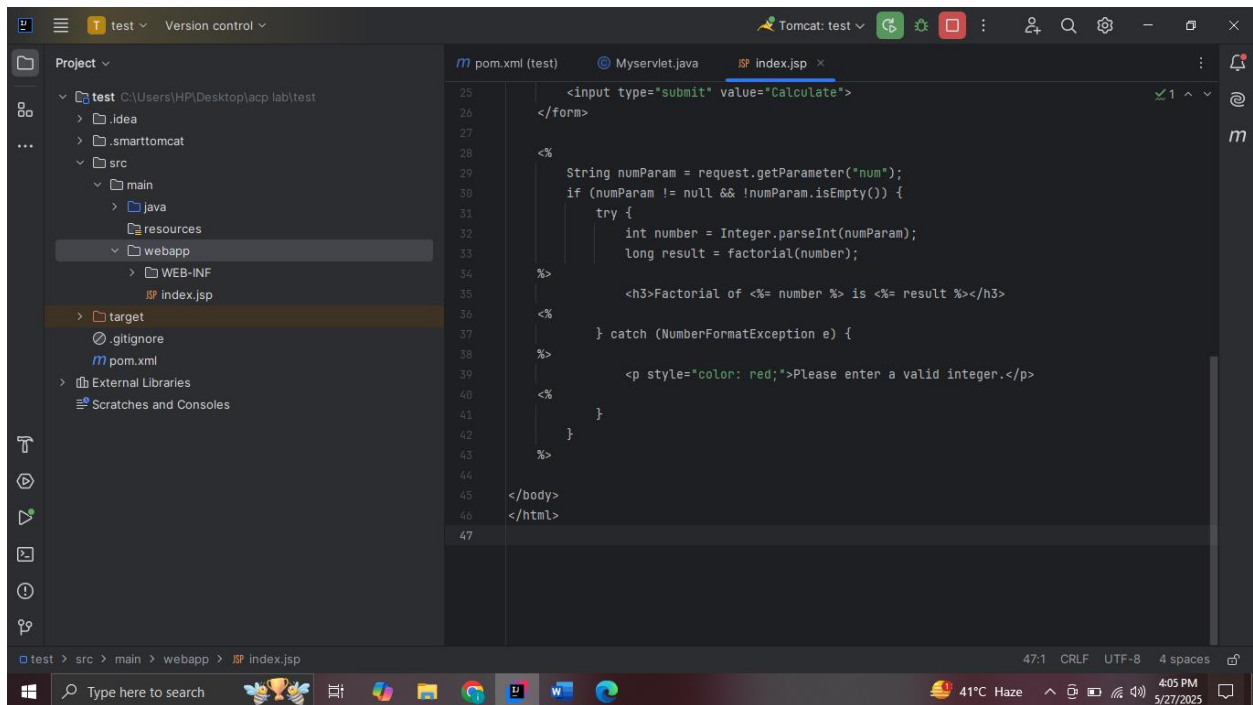 T test Version control Tomcat: test
Project
pom.xml (test) Myservlet.java index.jsp
test C:\Users\HP\Desktop\acp lab\test
.idea
.smarttomcat
src
main
java
resources
webapp
WEB-INF
index.jsp
target
.gitignore
pom.xml
External Libraries
Scratches and Consoles
1
25 <input type="submit" value="Calculate">
26 </form>
27
28 <%
29 String numParam = request.getParameter("num");
30 if (numParam != null && !numParam.isEmpty()) {
31 try {
32 int number = Integer.parseInt(numParam);
33 long result = factorial(number);
34 %>
35 <h3>Factorial of <%= number %> is <%= result %></h3>
36 <%
37 } catch (NumberFormatException e) {
38 %>
39 <p style="color: red;">Please enter a valid integer.</p>
40 <%
41 }
42 }
43 %>
44
45 </body>
46 </html>
47
test > src > main > webapp > JSP index.jsp 47:1 CRLF UTF-8 4 spaces
Type here to search 41°C Haze 4:05 PM
5/27/2025